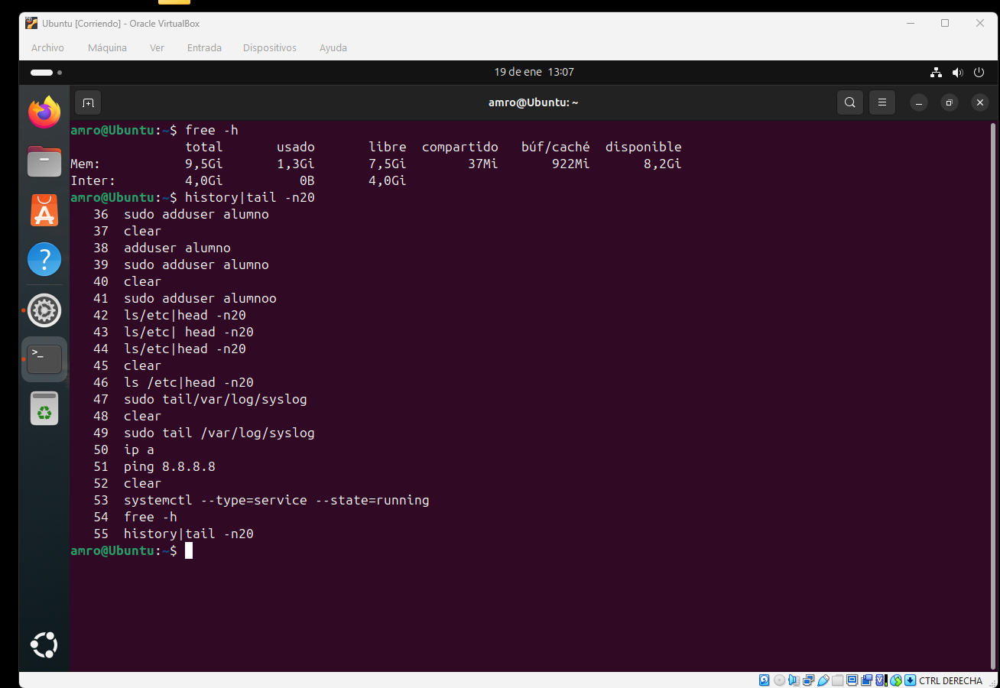 Ubuntu [Corriendo] - Oracle VirtualBox
Archivo Máquina Ver Entrada Dispositivos Ayuda
19 de ene 13:07
amro@Ubuntu: ~
amro@Ubuntu:~$ free -h
total usado libre compartido búf/caché disponible
Mem: 9,5Gi 1,3Gi 7,5Gi 37Mi 922Mi 8,2Gi
Inter: 4,0Gi 0B 4,0Gi
amro@Ubuntu:~$ history|tail -n20
36 sudo adduser alumno
37 clear
38 adduser alumno
39 sudo adduser alumno
40 clear
41 sudo adduser alumnoo
42 ls/etc|head -n20
43 ls/etc| head -n20
44 ls/etc|head -n20
45 clear
46 ls /etc|head -n20
47 sudo tail/var/log/syslog
48 clear
49 sudo tail /var/log/syslog
50 ip a
51 ping 8.8.8.8
52 clear
53 systemctl --type=service --state=running
54 free -h
55 history|tail -n20
amro@Ubuntu:~$
CTRL DERECHA